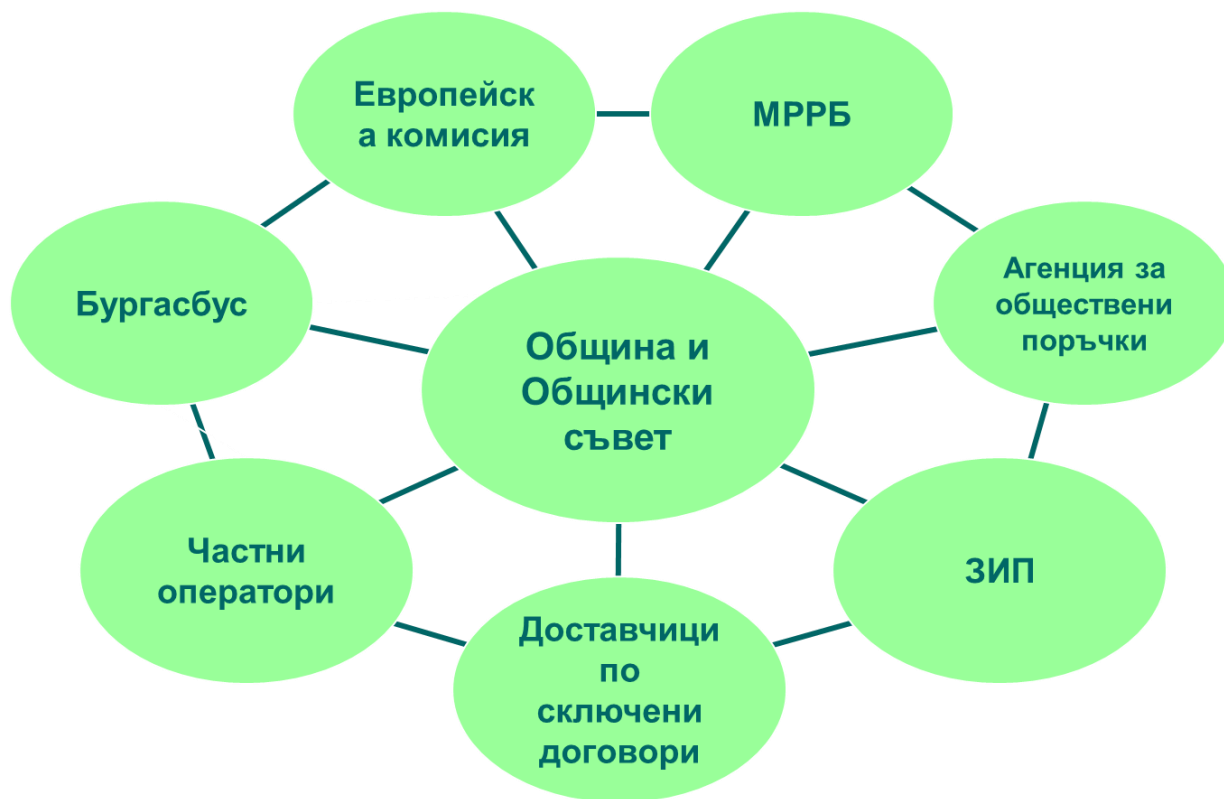 Европейск
а комисия
МРРБ
Бургасбус
Агенция за
обществени
поръчки
Община и
Общински
съвет
Частни
оператори
ЗИП
Доставчици
по
сключени
договори